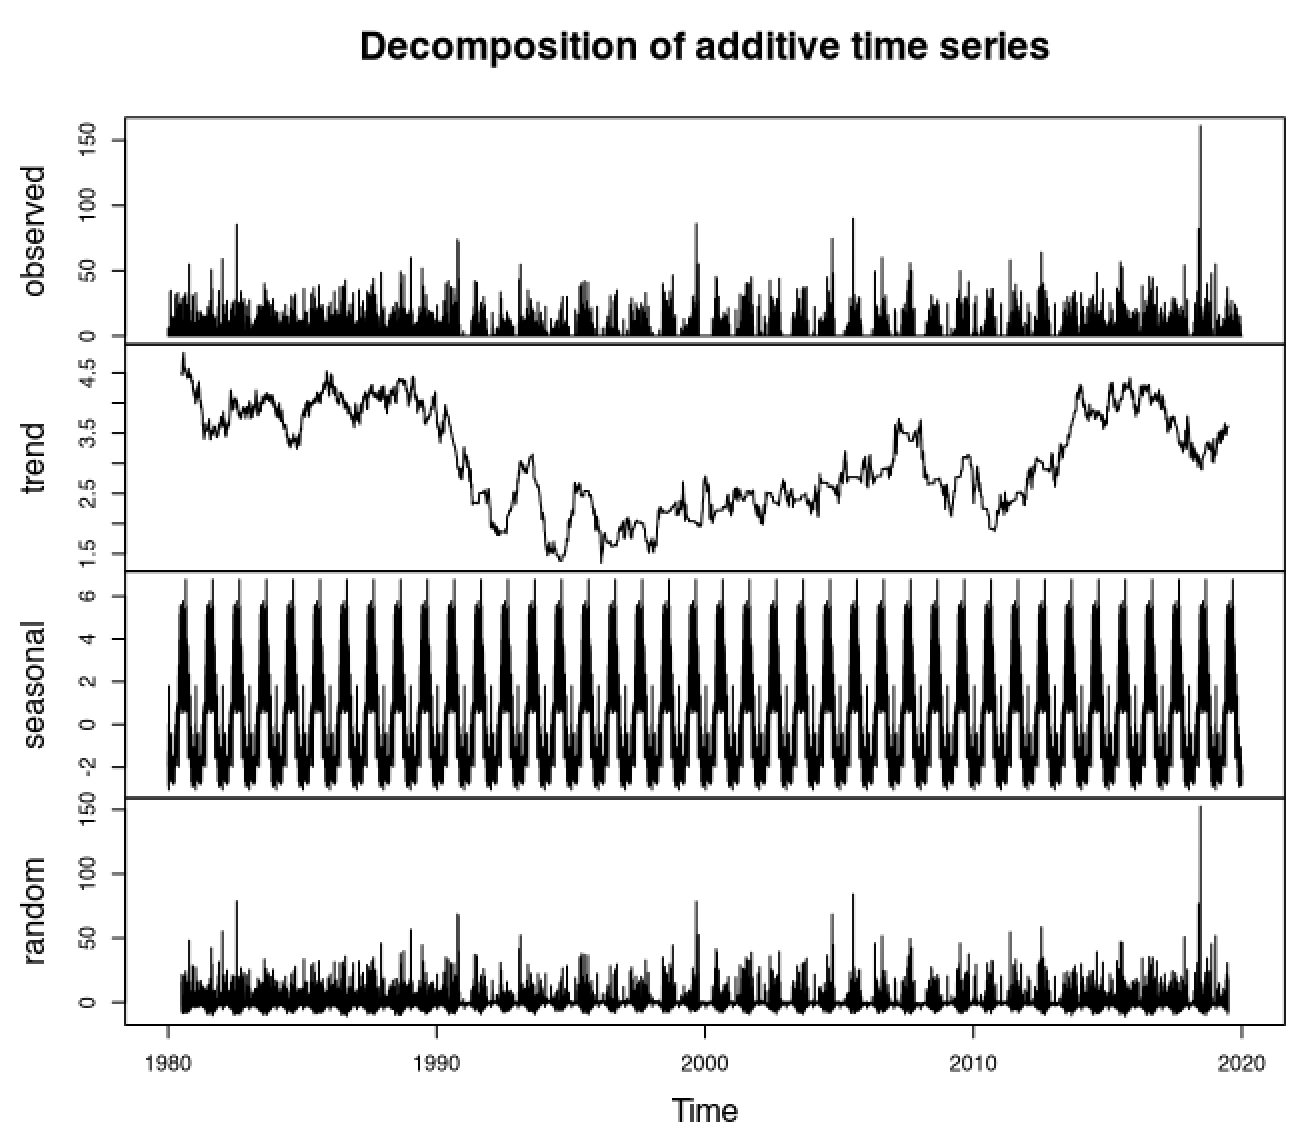 Decomposition of additive time series
observed
0 50 100 150
trend
1.5 2.5 3.5 4.5
seasonal
-2 0 2 4 6
random
0 50 100 150
1980 1990 2000 2010 2020
Time